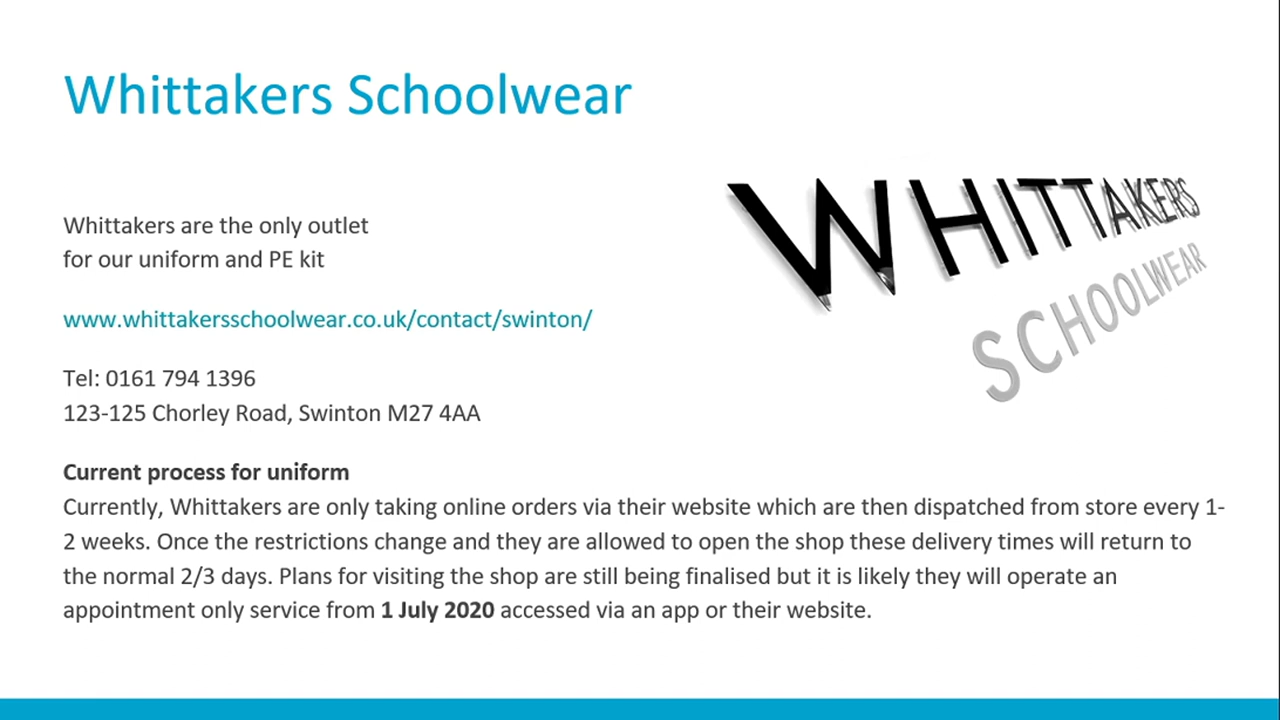 Whittakers Schoolwear
WHITTAKERS
SCHOOLWEAR
Whittakers are the only outlet
for our uniform and PE kit
www.whittakersschoolwear.co.uk/contact/swinton/
Tel: 0161 794 1396
123-125 Chorley Road, Swinton M27 4AA
Current process for uniform
Currently, Whittakers are only taking online orders via their website which are then dispatched from store every 1-
2 weeks. Once the restrictions change and they are allowed to open the shop these delivery times will return to
the normal 2/3 days. Plans for visiting the shop are still being finalised but it is likely they will operate an
appointment only service from 1 July 2020 accessed via an app or their website.